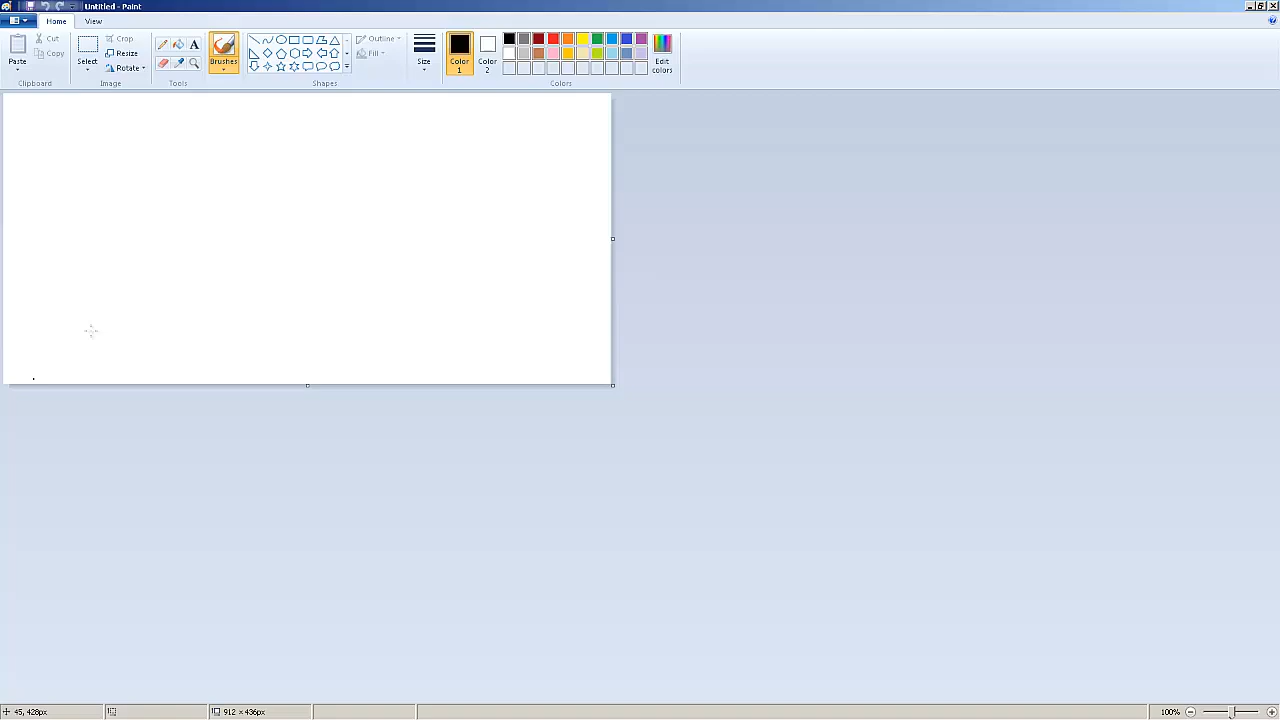 Untitled - Paint
Home View
Paste
Cut
Copy
Clipboard
Select
Crop
Resize
Rotate
Image
A
Tools
Brushes
Outline
Fill
Shapes
Size
Color 1
Color 2
Edit colors
Colors
45, 428px
912 × 436px
100%